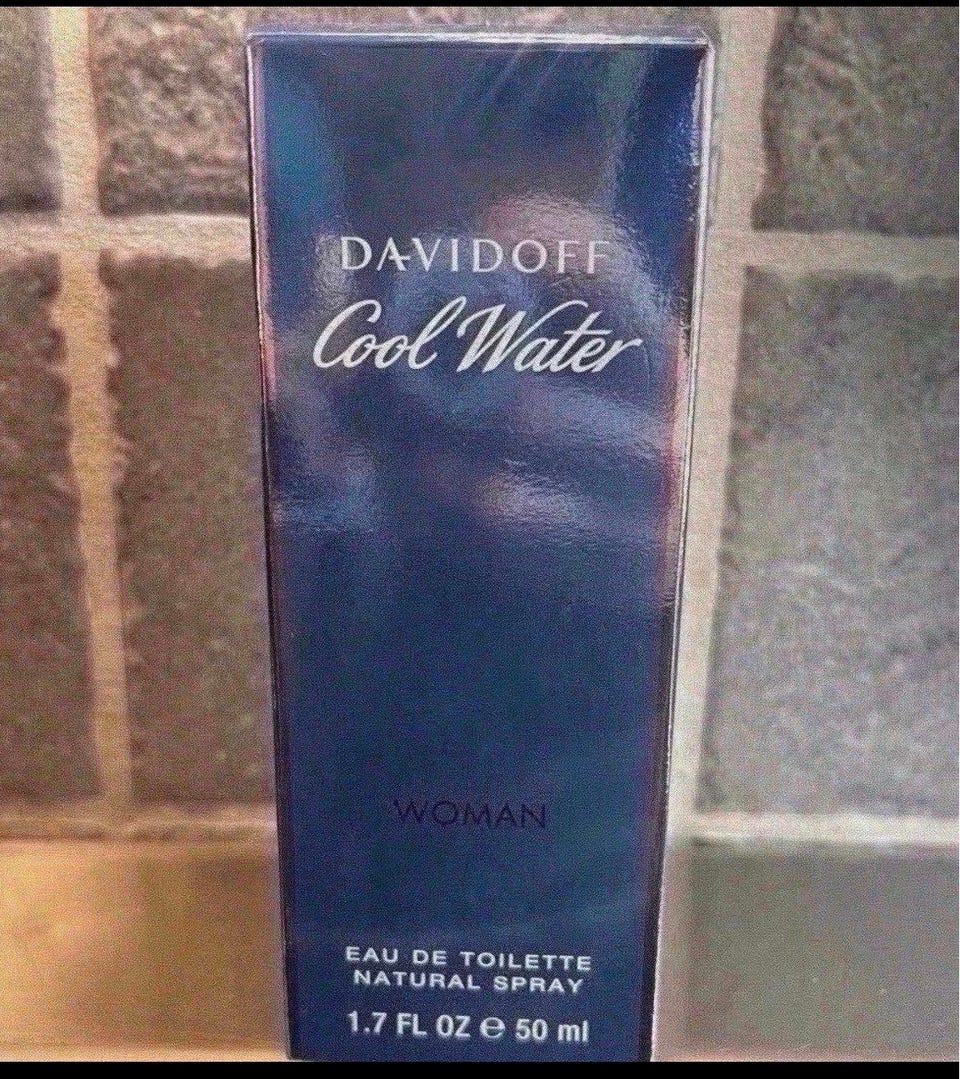 DAVIDOFF
Cool Water
WOMAN
EAU DE TOILETTE
NATURAL SPRAY
1.7 FL OZ ℮ 50 ml